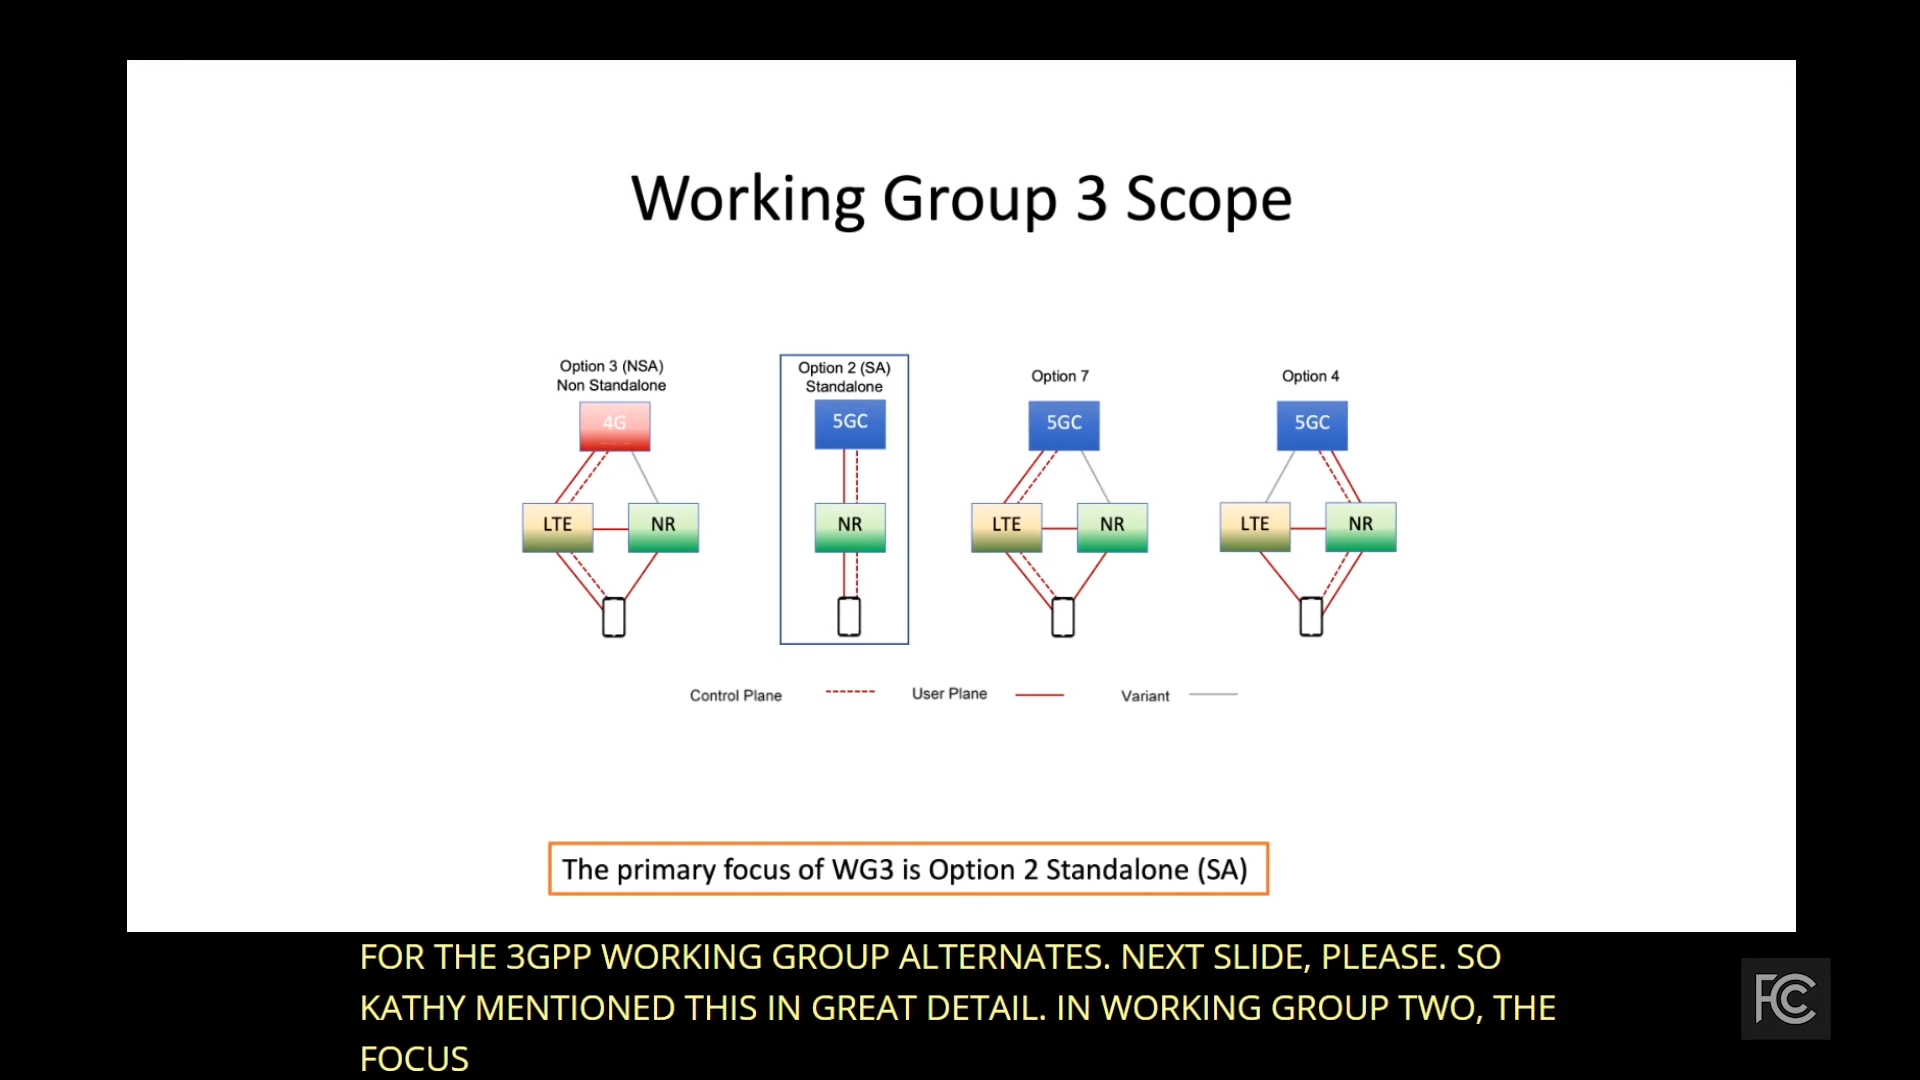 Working Group 3 Scope
Option 3 (NSA)
Non Standalone
Option 2 (SA)
Standalone
Option 7
Option 4
4G
5GC
5GC
5GC
LTE
NR
NR
LTE
NR
LTE
NR
Control Plane
User Plane
Variant
The primary focus of WG3 is Option 2 Standalone (SA)
FOR THE 3GPP WORKING GROUP ALTERNATES. NEXT SLIDE, PLEASE. SO
KATHY MENTIONED THIS IN GREAT DETAIL. IN WORKING GROUP TWO, THE
FOCUS
FCC